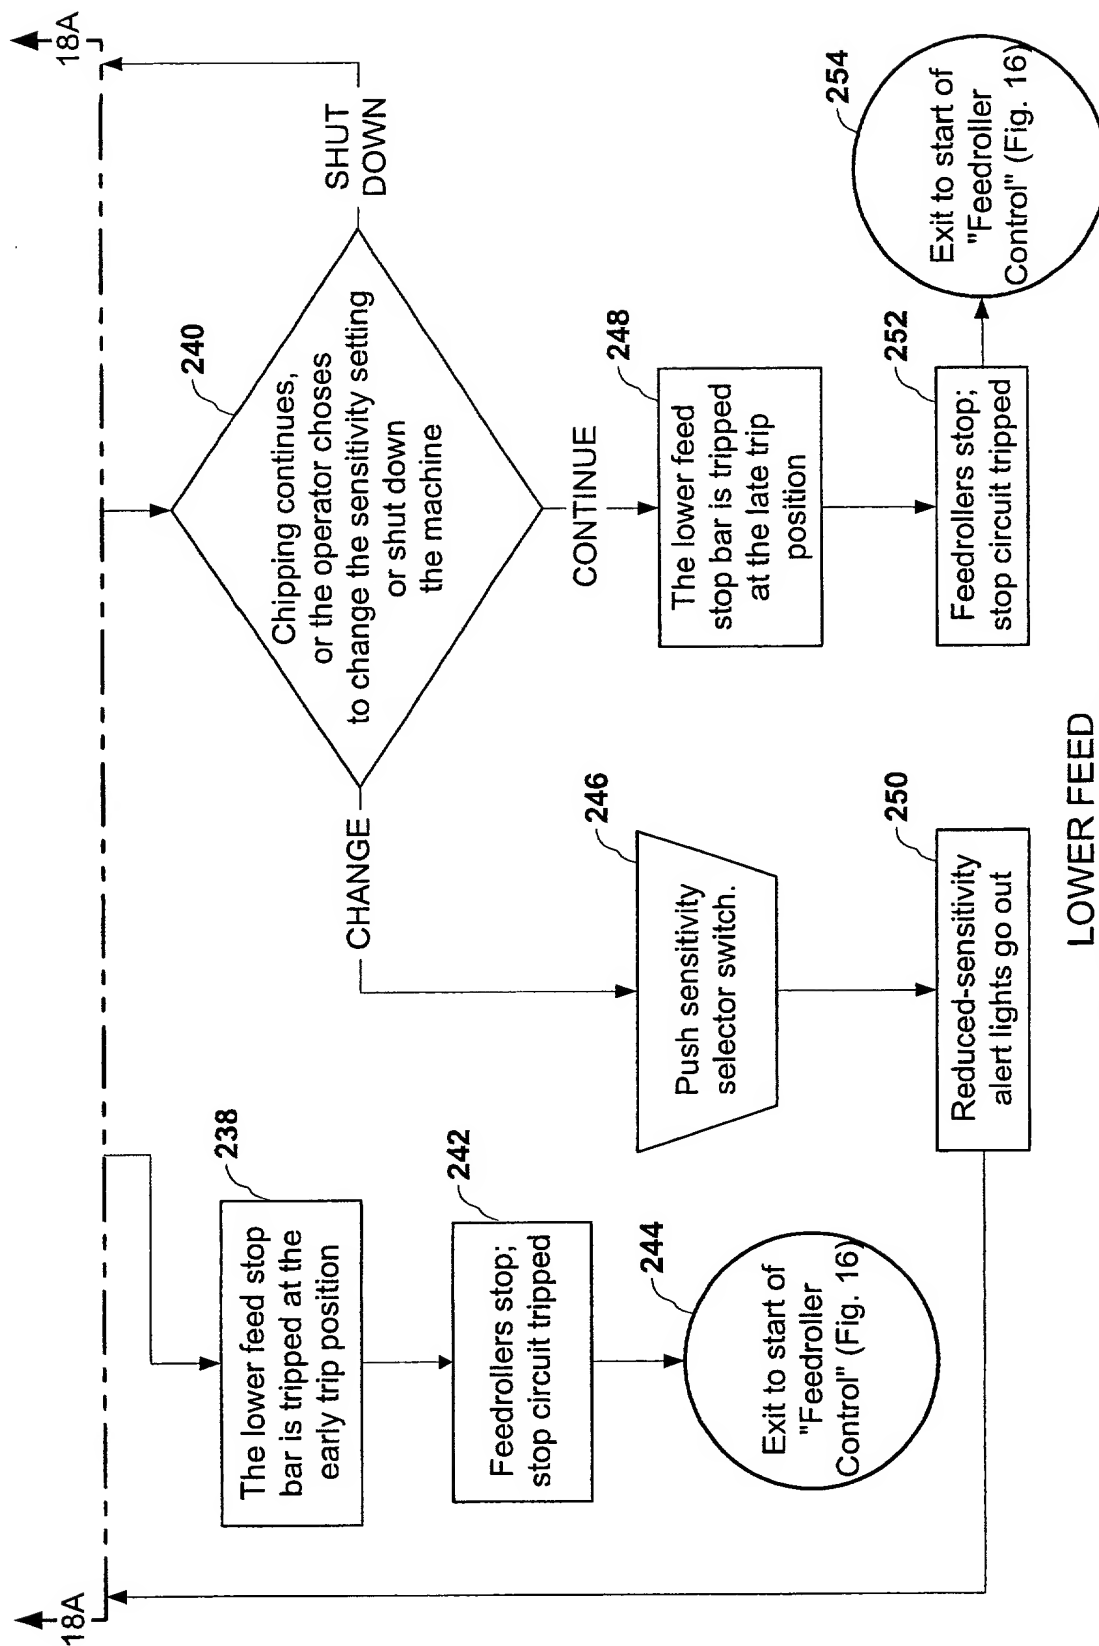 18A
18A
238
The lower feed stop
bar is tripped at the
early trip position
242
Feedrollers stop;
stop circuit tripped
244
Exit to start of
"Feedroller
Control" (Fig. 16)
240
Chipping continues,
or the operator choses
to change the sensitivity setting
or shut down
the machine
CHANGE
SHUT
DOWN
CONTINUE
246
Push sensitivity
selector switch.
250
Reduced-sensitivity
alert lights go out
248
The lower feed
stop bar is tripped
at the late trip
position
252
Feedrollers stop;
stop circuit tripped
254
Exit to start of
"Feedroller
Control" (Fig. 16)
LOWER FEED